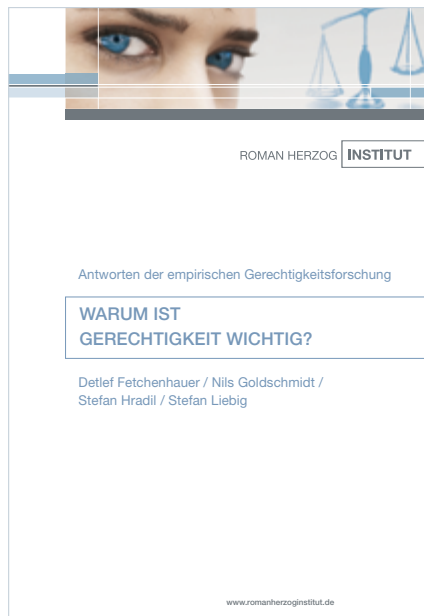 ROMAN HERZOG INSTITUT
Antworten der empirischen Gerechtigkeitsforschung
WARUM IST
GERECHTIGKEIT WICHTIG?
Detlef Fetchenhauer / Nils Goldschmidt /
Stefan Hradil / Stefan Liebig
www.romanherzoginstitut.de